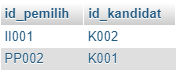 id_pemilih id_kandidat
II001 K002
PP002 K001